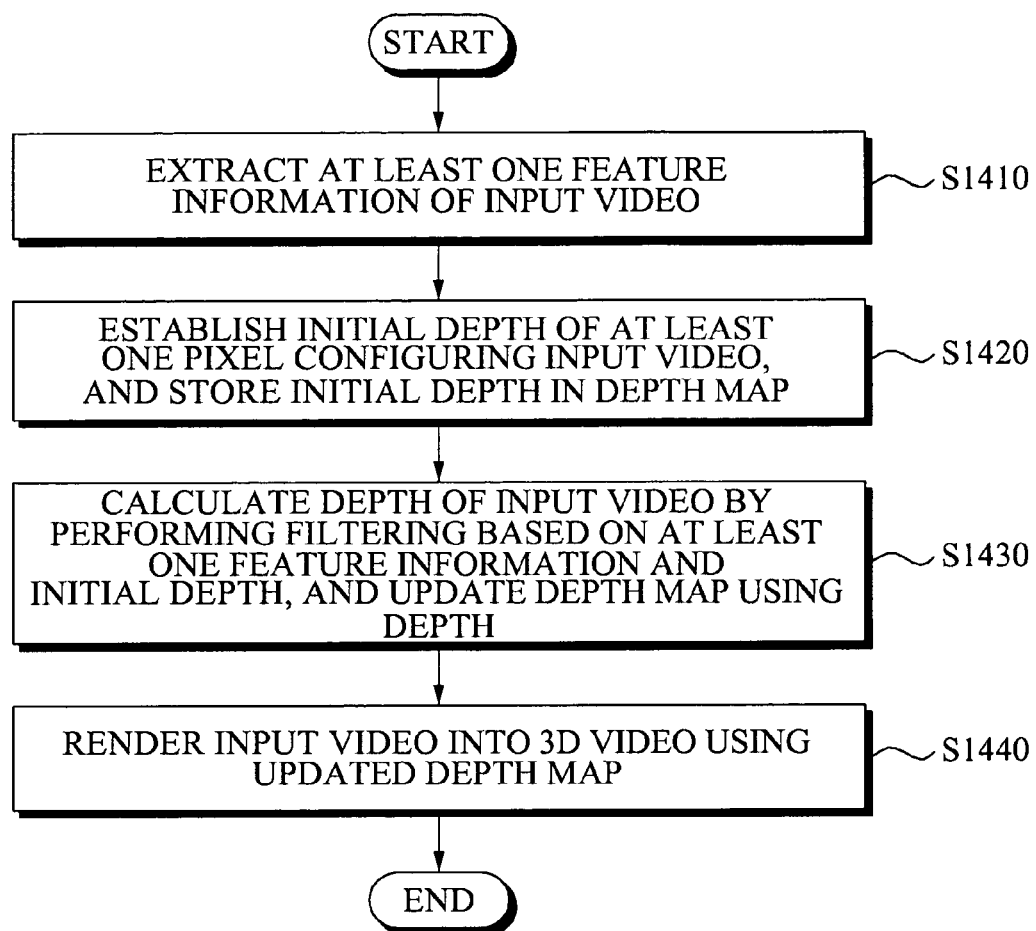 START
EXTRACT AT LEAST ONE FEATURE
INFORMATION OF INPUT VIDEO
S1410
ESTABLISH INITIAL DEPTH OF AT LEAST
ONE PIXEL CONFIGURING INPUT VIDEO,
AND STORE INITIAL DEPTH IN DEPTH MAP
S1420
CALCULATE DEPTH OF INPUT VIDEO BY
PERFORMING FILTERING BASED ON AT LEAST
ONE FEATURE INFORMATION AND
INITIAL DEPTH, AND UPDATE DEPTH MAP USING
DEPTH
S1430
RENDER INPUT VIDEO INTO 3D VIDEO USING
UPDATED DEPTH MAP
S1440
END